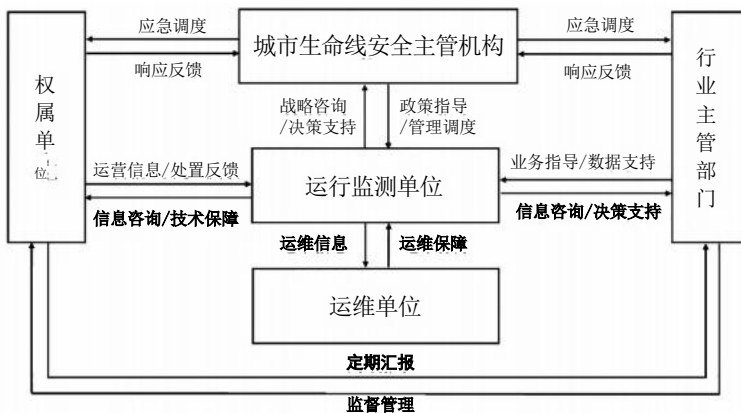 应急调度
响应反馈
城市生命线安全主管机构
应急调度
响应反馈
权属单位
行业主管部门
战略咨询
/决策支持
政策指导
/管理调度
运营信息/处置反馈
信息咨询/技术保障
运行监测单位
业务指导/数据支持
信息咨询/决策支持
运维信息
运维保障
运维单位
定期汇报
监督管理